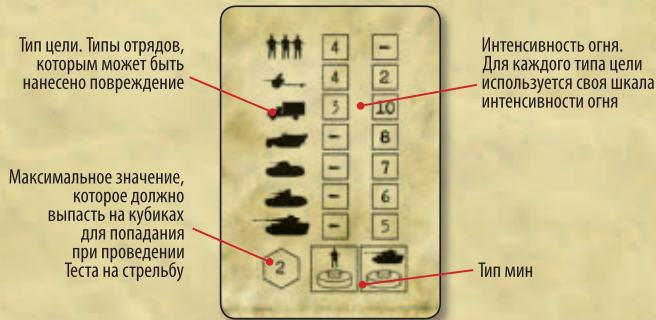 Тип цели. Типы отрядов,
которым может быть
нанесено повреждение
Интенсивность огня.
Для каждого типа цели
используется своя шкала
интенсивности огня
Максимальное значение,
которое должно
выпасть на кубиках
для попадания
при проведении
Теста на стрельбу
Тип мин
4 –
4 2
3 10
– 8
– 7
– 6
– 5
2